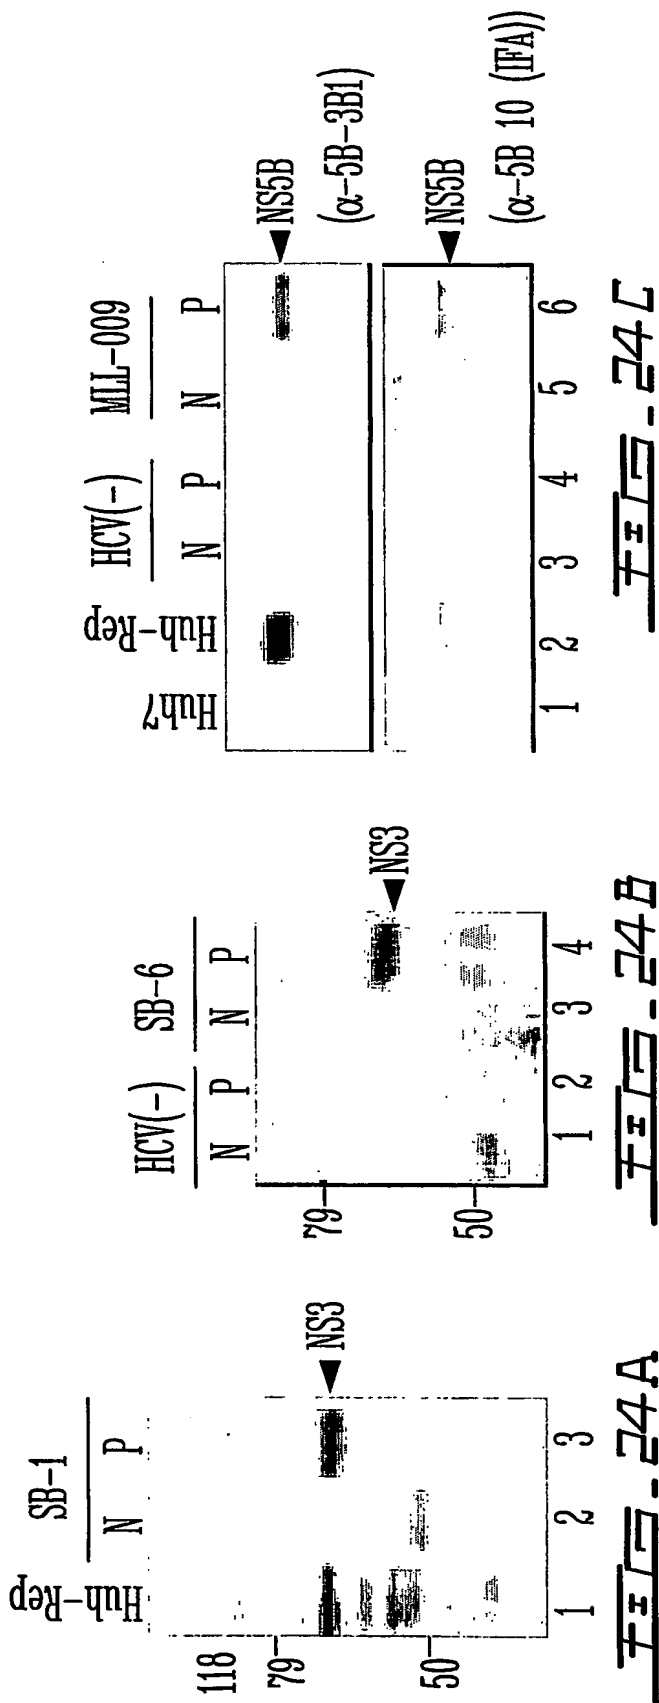 SB-1
Huh-Rep N P
118
79
50
NS3
1 2 3
FIG. 24A
HCV(-) SB-6
N P N P
79
50
NS3
1 2 3 4
FIG. 24B
HCV(-) MLL-009
Huh7 Huh-Rep N P N P
NS5B
(α-5B-3B1)
NS5B
(α-5B 10 (IFA))
1 2 3 4 5 6
FIG. 24C